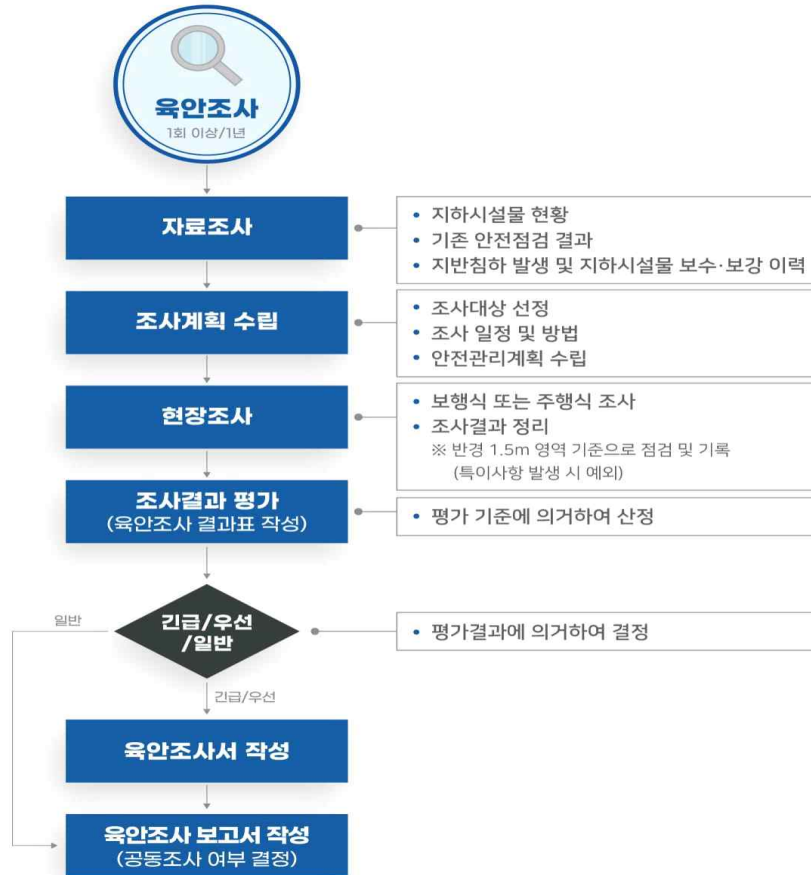 육안조사
1회 이상/1년
자료조사
• 지하시설물 현황
• 기존 안전점검 결과
• 지반침하 발생 및 지하시설물 보수·보강 이력
조사계획 수립
• 조사대상 선정
• 조사 일정 및 방법
• 안전관리계획 수립
현장조사
• 보행식 또는 주행식 조사
• 조사결과 정리
※ 반경 1.5m 영역 기준으로 점검 및 기록
(특이사항 발생 시 예외)
조사결과 평가
(육안조사 결과표 작성)
• 평가 기준에 의거하여 산정
일반
긴급/우선
/일반
• 평가결과에 의거하여 결정
긴급/우선
육안조사서 작성
육안조사 보고서 작성
(공동조사 여부 결정)